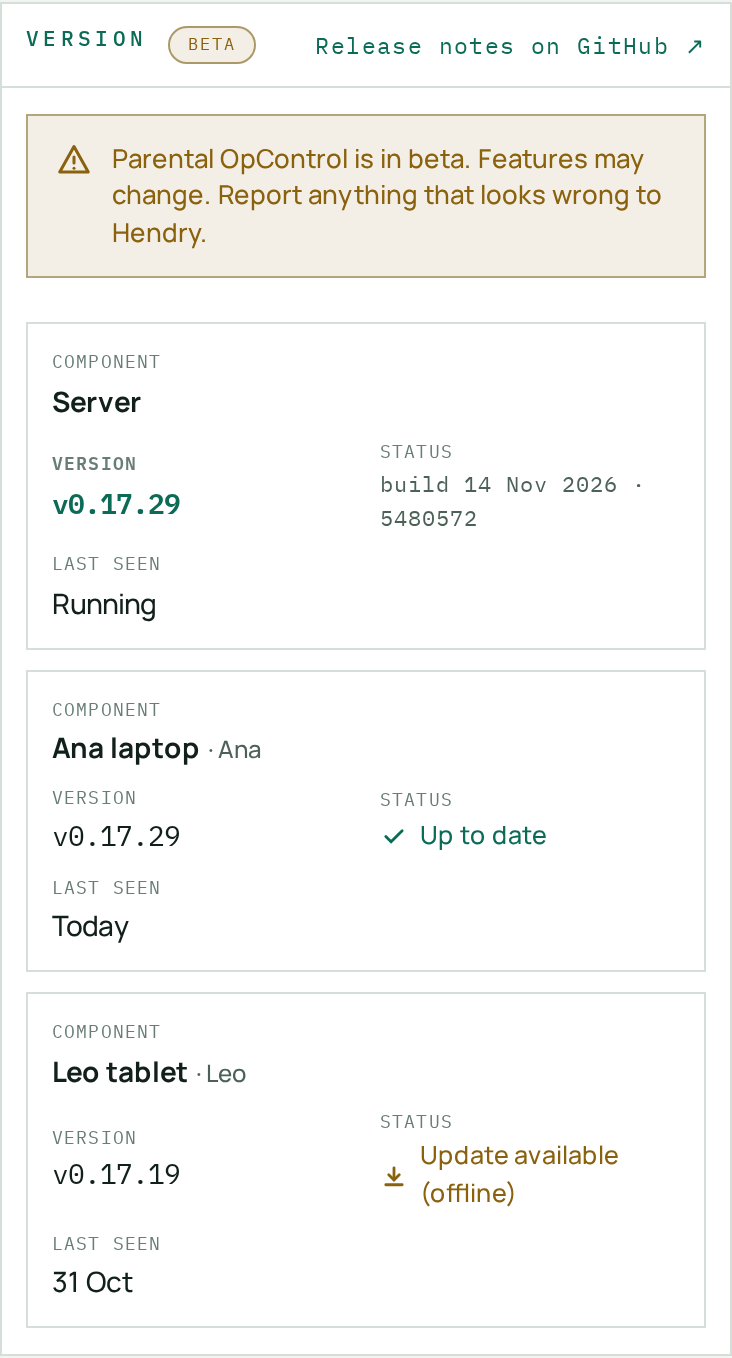 VERSION
BETA
Release notes on GitHub ↗
Parental OpControl is in beta. Features may
change. Report anything that looks wrong to
Hendry.
COMPONENT
Server
VERSION
v0.17.29
STATUS
build 14 Nov 2026 ·
5480572
LAST SEEN
Running
COMPONENT
Ana laptop · Ana
VERSION
v0.17.29
STATUS
Up to date
LAST SEEN
Today
COMPONENT
Leo tablet · Leo
VERSION
v0.17.19
STATUS
Update available
(offline)
LAST SEEN
31 Oct